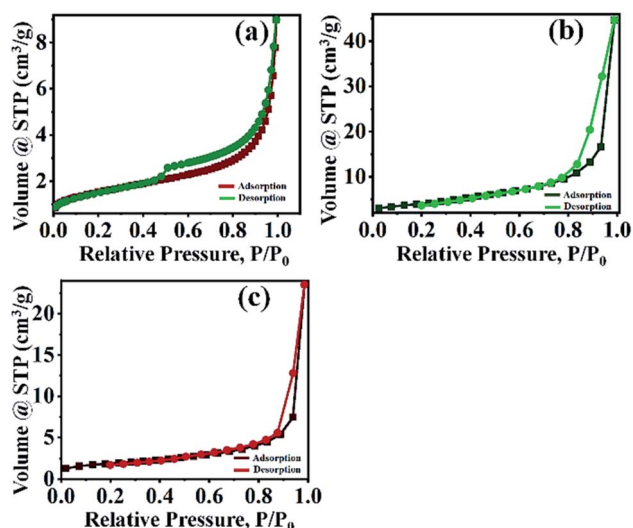 (a)
Volume @ STP (cm³/g)
8
6
4
2
Adsorption
Desorption
0.0 0.2 0.4 0.6 0.8 1.0
Relative Pressure, P/P₀
(b)
Volume @ STP (cm³/g)
40
30
20
10
0
Adsorption
Desorption
0.0 0.2 0.4 0.6 0.8 1.0
Relative Pressure, P/P₀
(c)
Volume @ STP (cm³/g)
20
15
10
5
0
Adsorption
Desorption
0.0 0.2 0.4 0.6 0.8 1.0
Relative Pressure, P/P₀